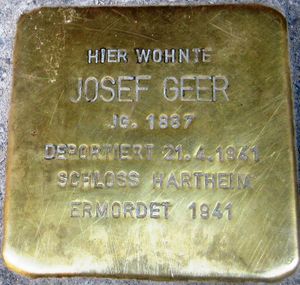 HIER WOHNTE
JOSEF GEER
JG. 1887
DEPORTIERT 21.4.1941
SCHLOSS HARTHEIM
ERMORDET 1941